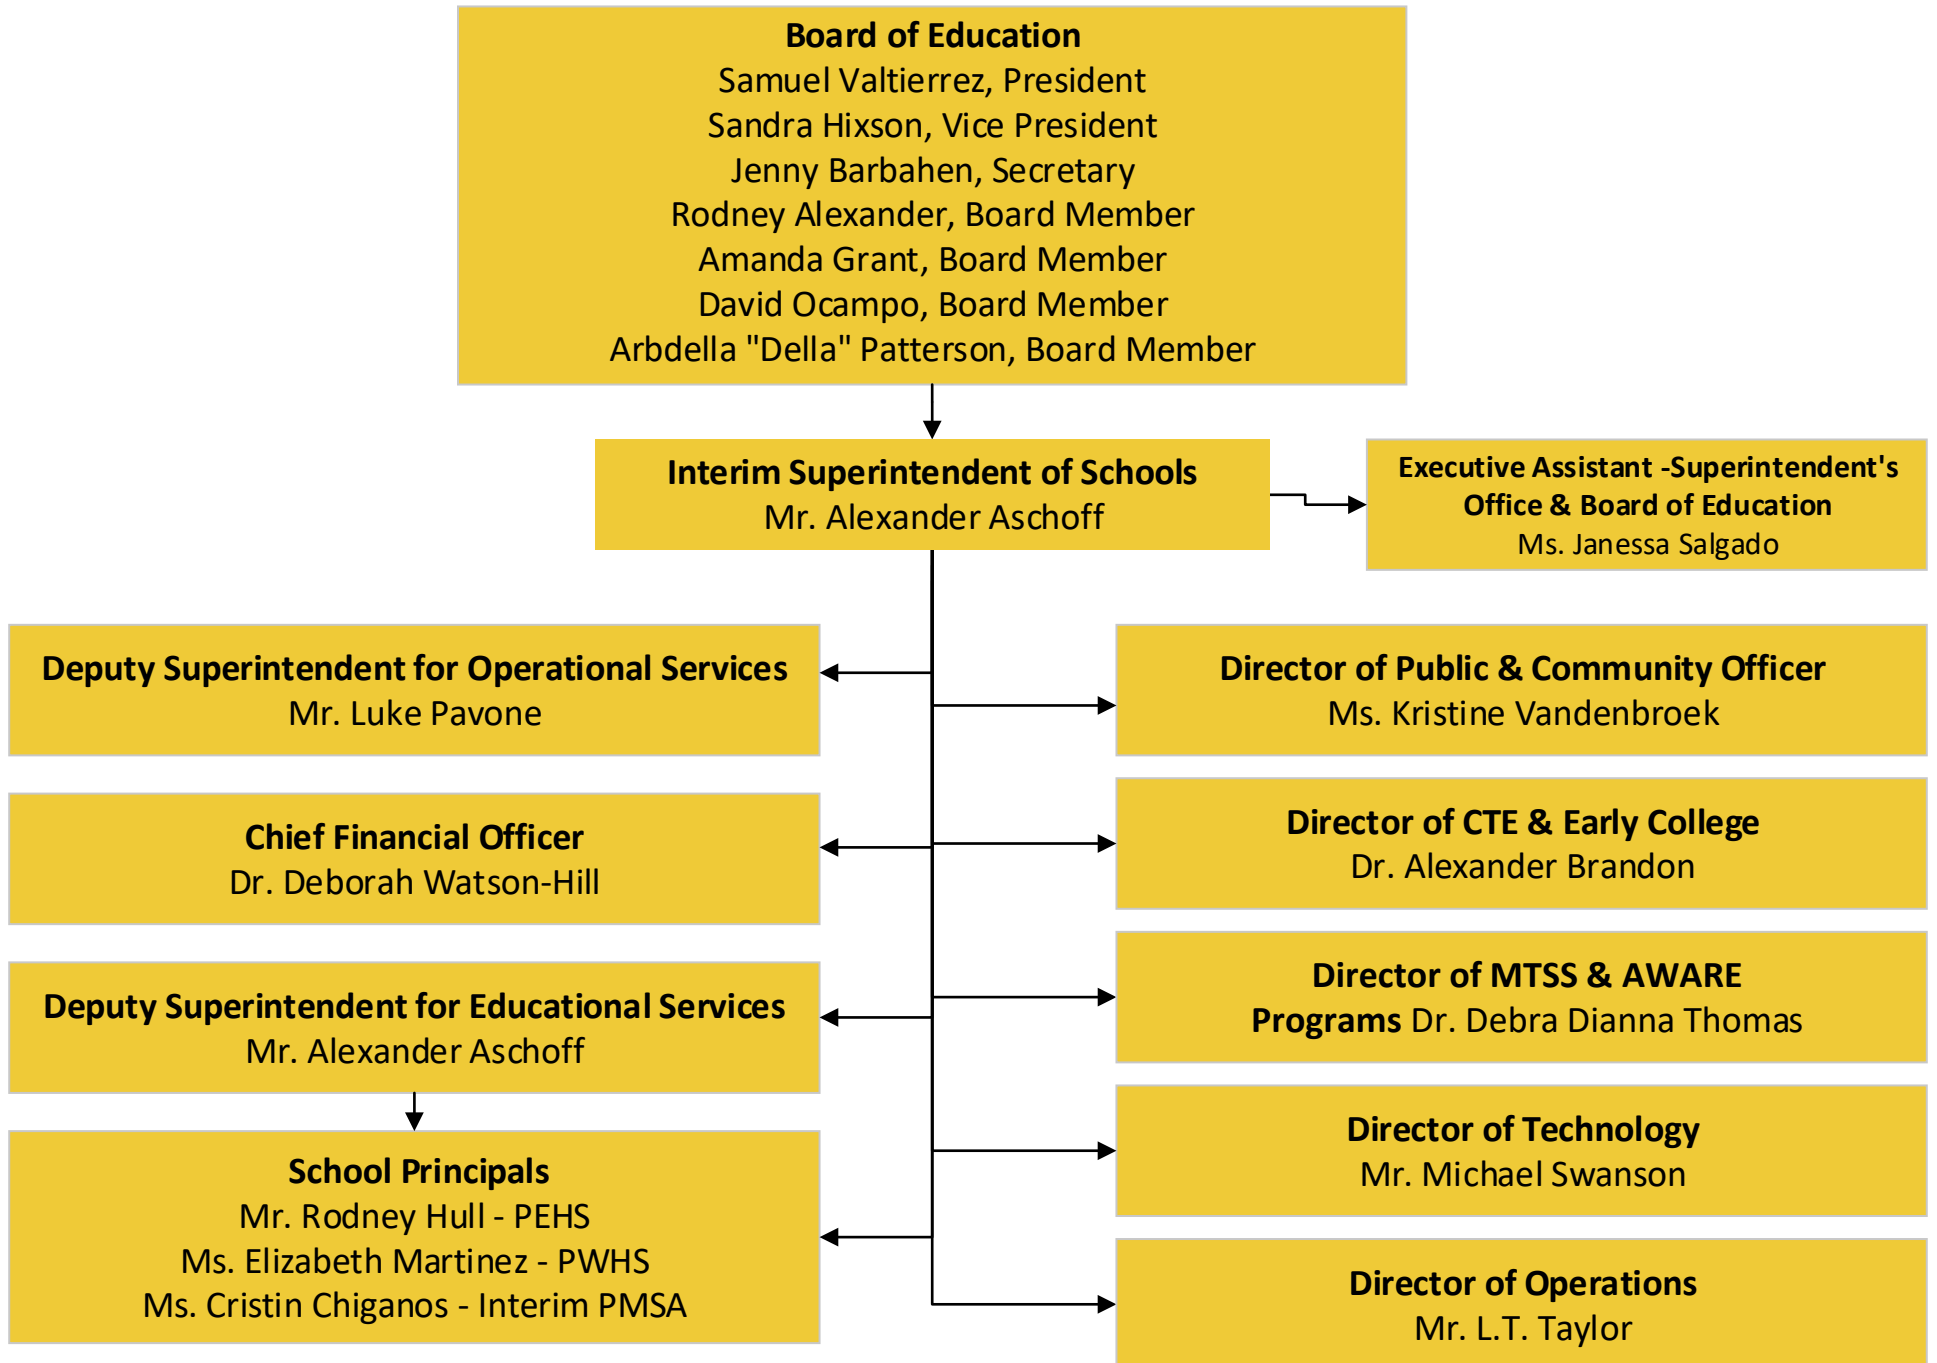 Board of Education
Samuel Valtierrez, President
Sandra Hixson, Vice President
Jenny Barbahen, Secretary
Rodney Alexander, Board Member
Amanda Grant, Board Member
David Ocampo, Board Member
Arbdella "Della" Patterson, Board Member
Interim Superintendent of Schools
Mr. Alexander Aschoff
Executive Assistant -Superintendent's
Office & Board of Education
Ms. Janessa Salgado
Deputy Superintendent for Operational Services
Mr. Luke Pavone
Director of Public & Community Officer
Ms. Kristine Vandenbroek
Chief Financial Officer
Dr. Deborah Watson-Hill
Director of CTE & Early College
Dr. Alexander Brandon
Deputy Superintendent for Educational Services
Mr. Alexander Aschoff
Director of MTSS & AWARE
Programs Dr. Debra Dianna Thomas
School Principals
Mr. Rodney Hull - PEHS
Ms. Elizabeth Martinez - PWHS
Ms. Cristin Chiganos - Interim PMSA
Director of Technology
Mr. Michael Swanson
Director of Operations
Mr. L.T. Taylor